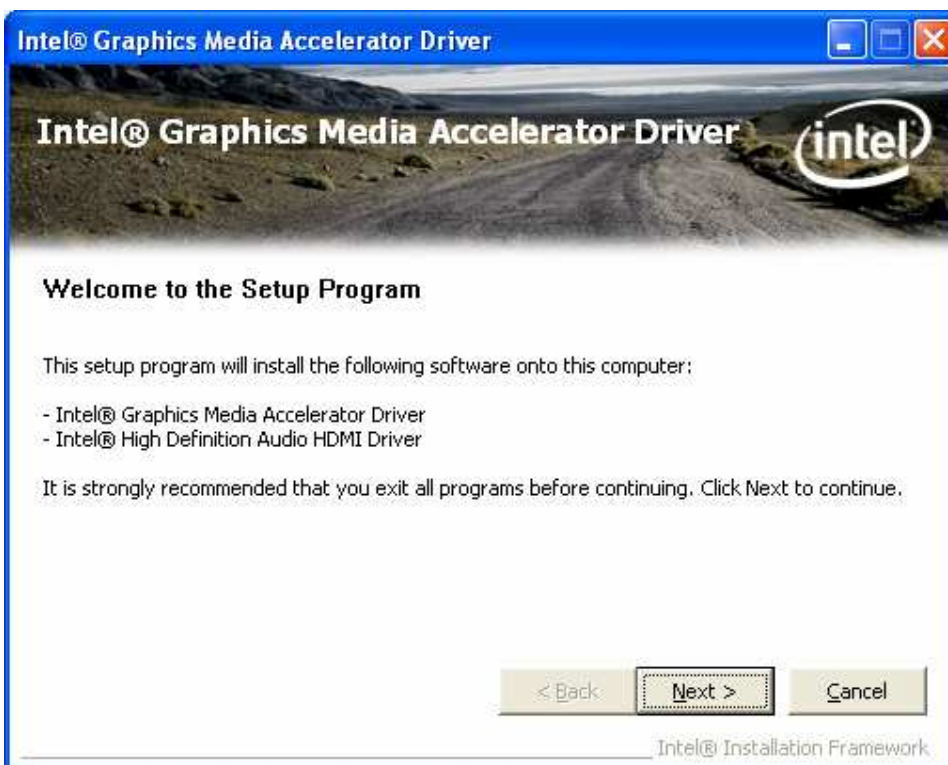 Intel® Graphics Media Accelerator Driver
Intel® Graphics Media Accelerator Driver
intel
Welcome to the Setup Program
This setup program will install the following software onto this computer:
- Intel® Graphics Media Accelerator Driver
- Intel® High Definition Audio HDMI Driver
It is strongly recommended that you exit all programs before continuing. Click Next to continue.
< Back
Next >
Cancel
Intel® Installation Framework